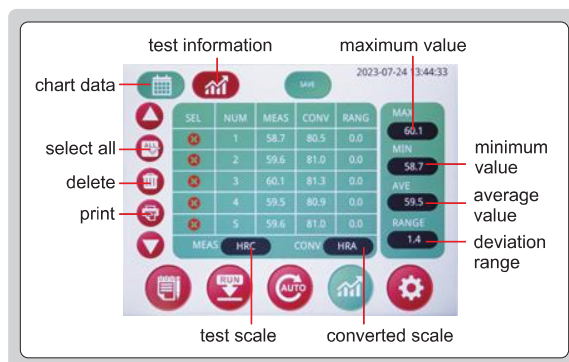 test information
maximum value
chart data
SAVE
2023-07-24 13:44:33
SEL NUM MEAS CONV RANG
1 58.7 80.5 0.0
2 59.6 81.0 0.0
3 60.1 81.3 0.0
4 59.5 80.9 0.0
5 59.6 81.0 0.0
MEAS HRC CONV HRA
MAX
60.1
MIN
58.7
AVE
59.5
RANGE
1.4
select all
ALL
delete
print
minimum
value
average
value
deviation
range
RUN
AUTO
test scale
converted scale